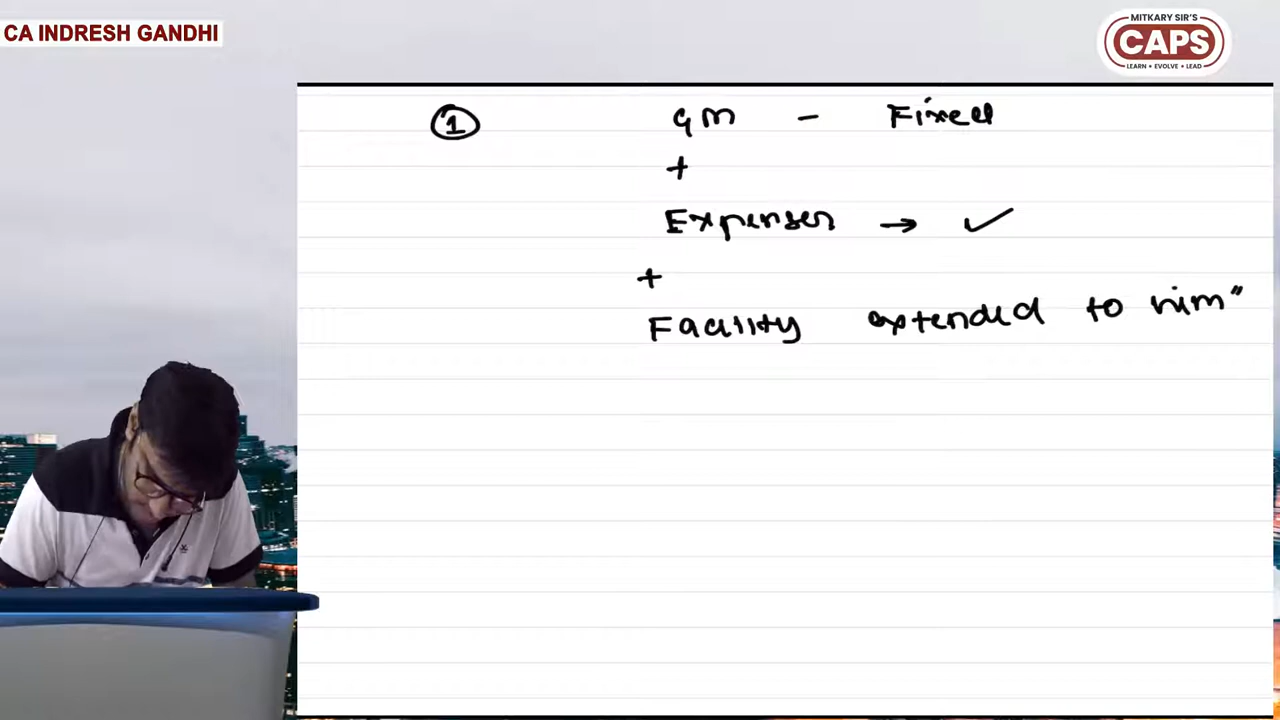 CA INDRESH GANDHI
MITKARY SIR'S
CAPS
LEARN • EVOLVE • LEAD
1 GM - Fixed
+
Expenses → ✓
+
Facility extended to him"